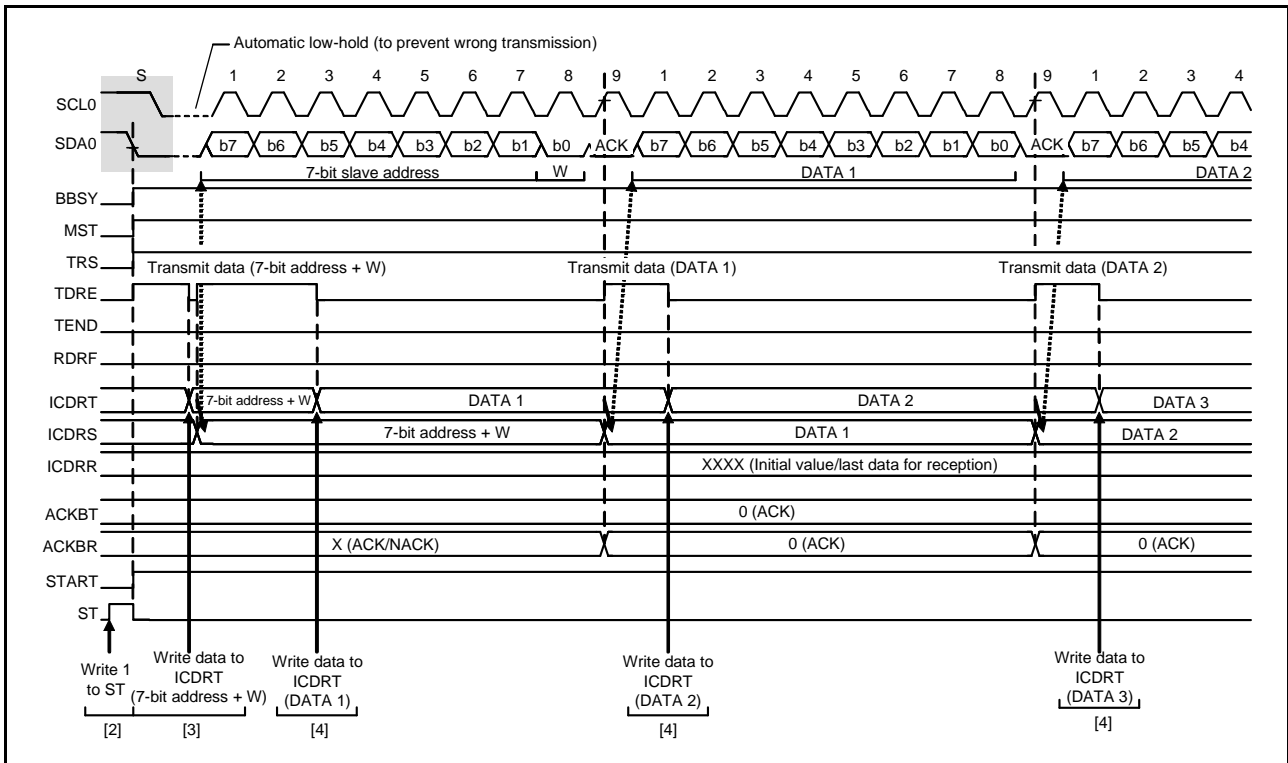 Automatic low-hold (to prevent wrong transmission)
S 1 2 3 4 5 6 7 8 9 1 2 3 4 5 6 7 8 9 1 2 3 4
SCL0
SDA0 b7 b6 b5 b4 b3 b2 b1 b0 ACK b7 b6 b5 b4 b3 b2 b1 b0 ACK b7 b6 b5 b4
7-bit slave address W DATA 1 DATA 2
BBSY
MST
TRS
Transmit data (7-bit address + W) Transmit data (DATA 1) Transmit data (DATA 2)
TDRE
TEND
RDRF
ICDRT 7-bit address + W DATA 1 DATA 2 DATA 3
ICDRS 7-bit address + W DATA 1 DATA 2
ICDRR XXXX (Initial value/last data for reception)
ACKBT 0 (ACK)
ACKBR X (ACK/NACK) 0 (ACK) 0 (ACK)
START
ST
Write 1
to ST
[2]
Write data to
ICDRT
(7-bit address + W)
[3]
Write data to
ICDRT
(DATA 1)
[4]
Write data to
ICDRT
(DATA 2)
[4]
Write data to
ICDRT
(DATA 3)
[4]